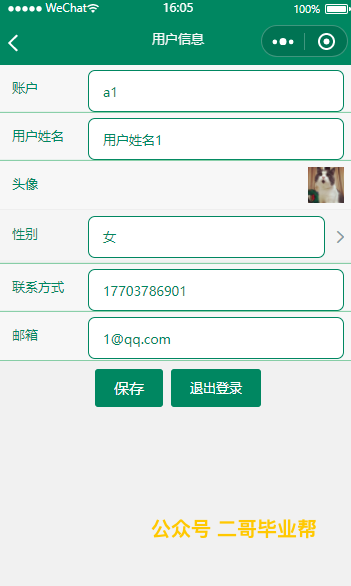 WeChat 16:05 100%
用户信息
账户 a1
用户姓名 用户姓名1
头像
性别 女
联系方式 17703786901
邮箱 1@qq.com
保存 退出登录
公众号 二哥毕业帮